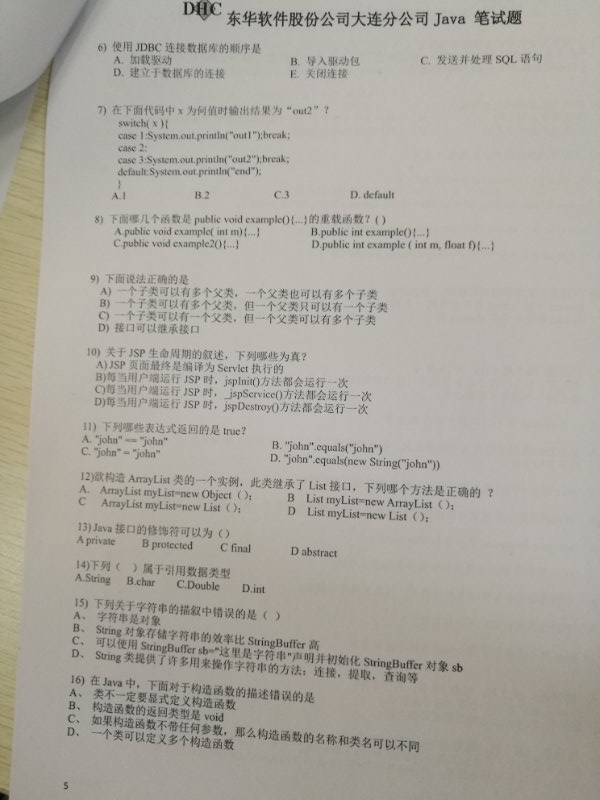 DHC 东华软件股份公司大连分公司 Java 笔试题
6) 使用 JDBC 连接数据库的顺序是
A. 加载驱动 B. 导入驱动包 C. 发送并处理 SQL 语句
D. 建立于数据库的连接 E. 关闭连接
7) 在下面代码中 x 为何值时输出结果为“out2”？
switch( x ){
case 1:System.out.println("out1");break;
case 2:
case 3:System.out.println("out2");break;
default:System.out.println("end");
}
A.1 B.2 C.3 D. default
8) 下面哪几个函数是 public void example(){...}的重载函数？( )
A.public void example( int m){...} B.public int example(){...}
C.public void example2(){...} D.public int example ( int m, float f){...}
9) 下面说法正确的是
A) 一个子类可以有多个父类，一个父类也可以有多个子类
B) 一个子类可以有多个父类，但一个父类只可以有一个子类
C) 一个子类可以有一个父类，但一个父类可以有多个子类
D) 接口可以继承接口
10) 关于 JSP 生命周期的叙述，下列哪些为真？
A) JSP 页面最终是编译为 Servlet 执行的
B)每当用户端运行 JSP 时，jspInit()方法都会运行一次
C)每当用户端运行 JSP 时，_jspService()方法都会运行一次
D)每当用户端运行 JSP 时，jspDestroy()方法都会运行一次
11) 下列哪些表达式返回的是 true？
A. "john" == "john" B. "john".equals("john")
C. "john" = "john" D. "john".equals(new String("john"))
12)欲构造 ArrayList 类的一个实例，此类继承了 List 接口，下列哪个方法是正确的 ？
A. ArrayList myList=new Object（）; B List myList=new ArrayList（）;
C ArrayList myList=new List（）; D List myList=new List（）;
13) Java 接口的修饰符可以为（）
A private B protected C final D abstract
14)下列（ ）属于引用数据类型
A.String B.char C.Double D.int
15) 下列关于字符串的描叙中错误的是（ ）
A、 字符串是对象
B、 String 对象存储字符串的效率比 StringBuffer 高
C、 可以使用 StringBuffer sb="这里是字符串"声明并初始化 StringBuffer 对象 sb
D、 String 类提供了许多用来操作字符串的方法：连接，提取，查询等
16) 在 Java 中，下面对于构造函数的描述错误的是
A、 类不一定要显式定义构造函数
B、 构造函数的返回类型是 void
C、 如果构造函数不带任何参数，那么构造函数的名称和类名可以不同
D、 一个类可以定义多个构造函数
5